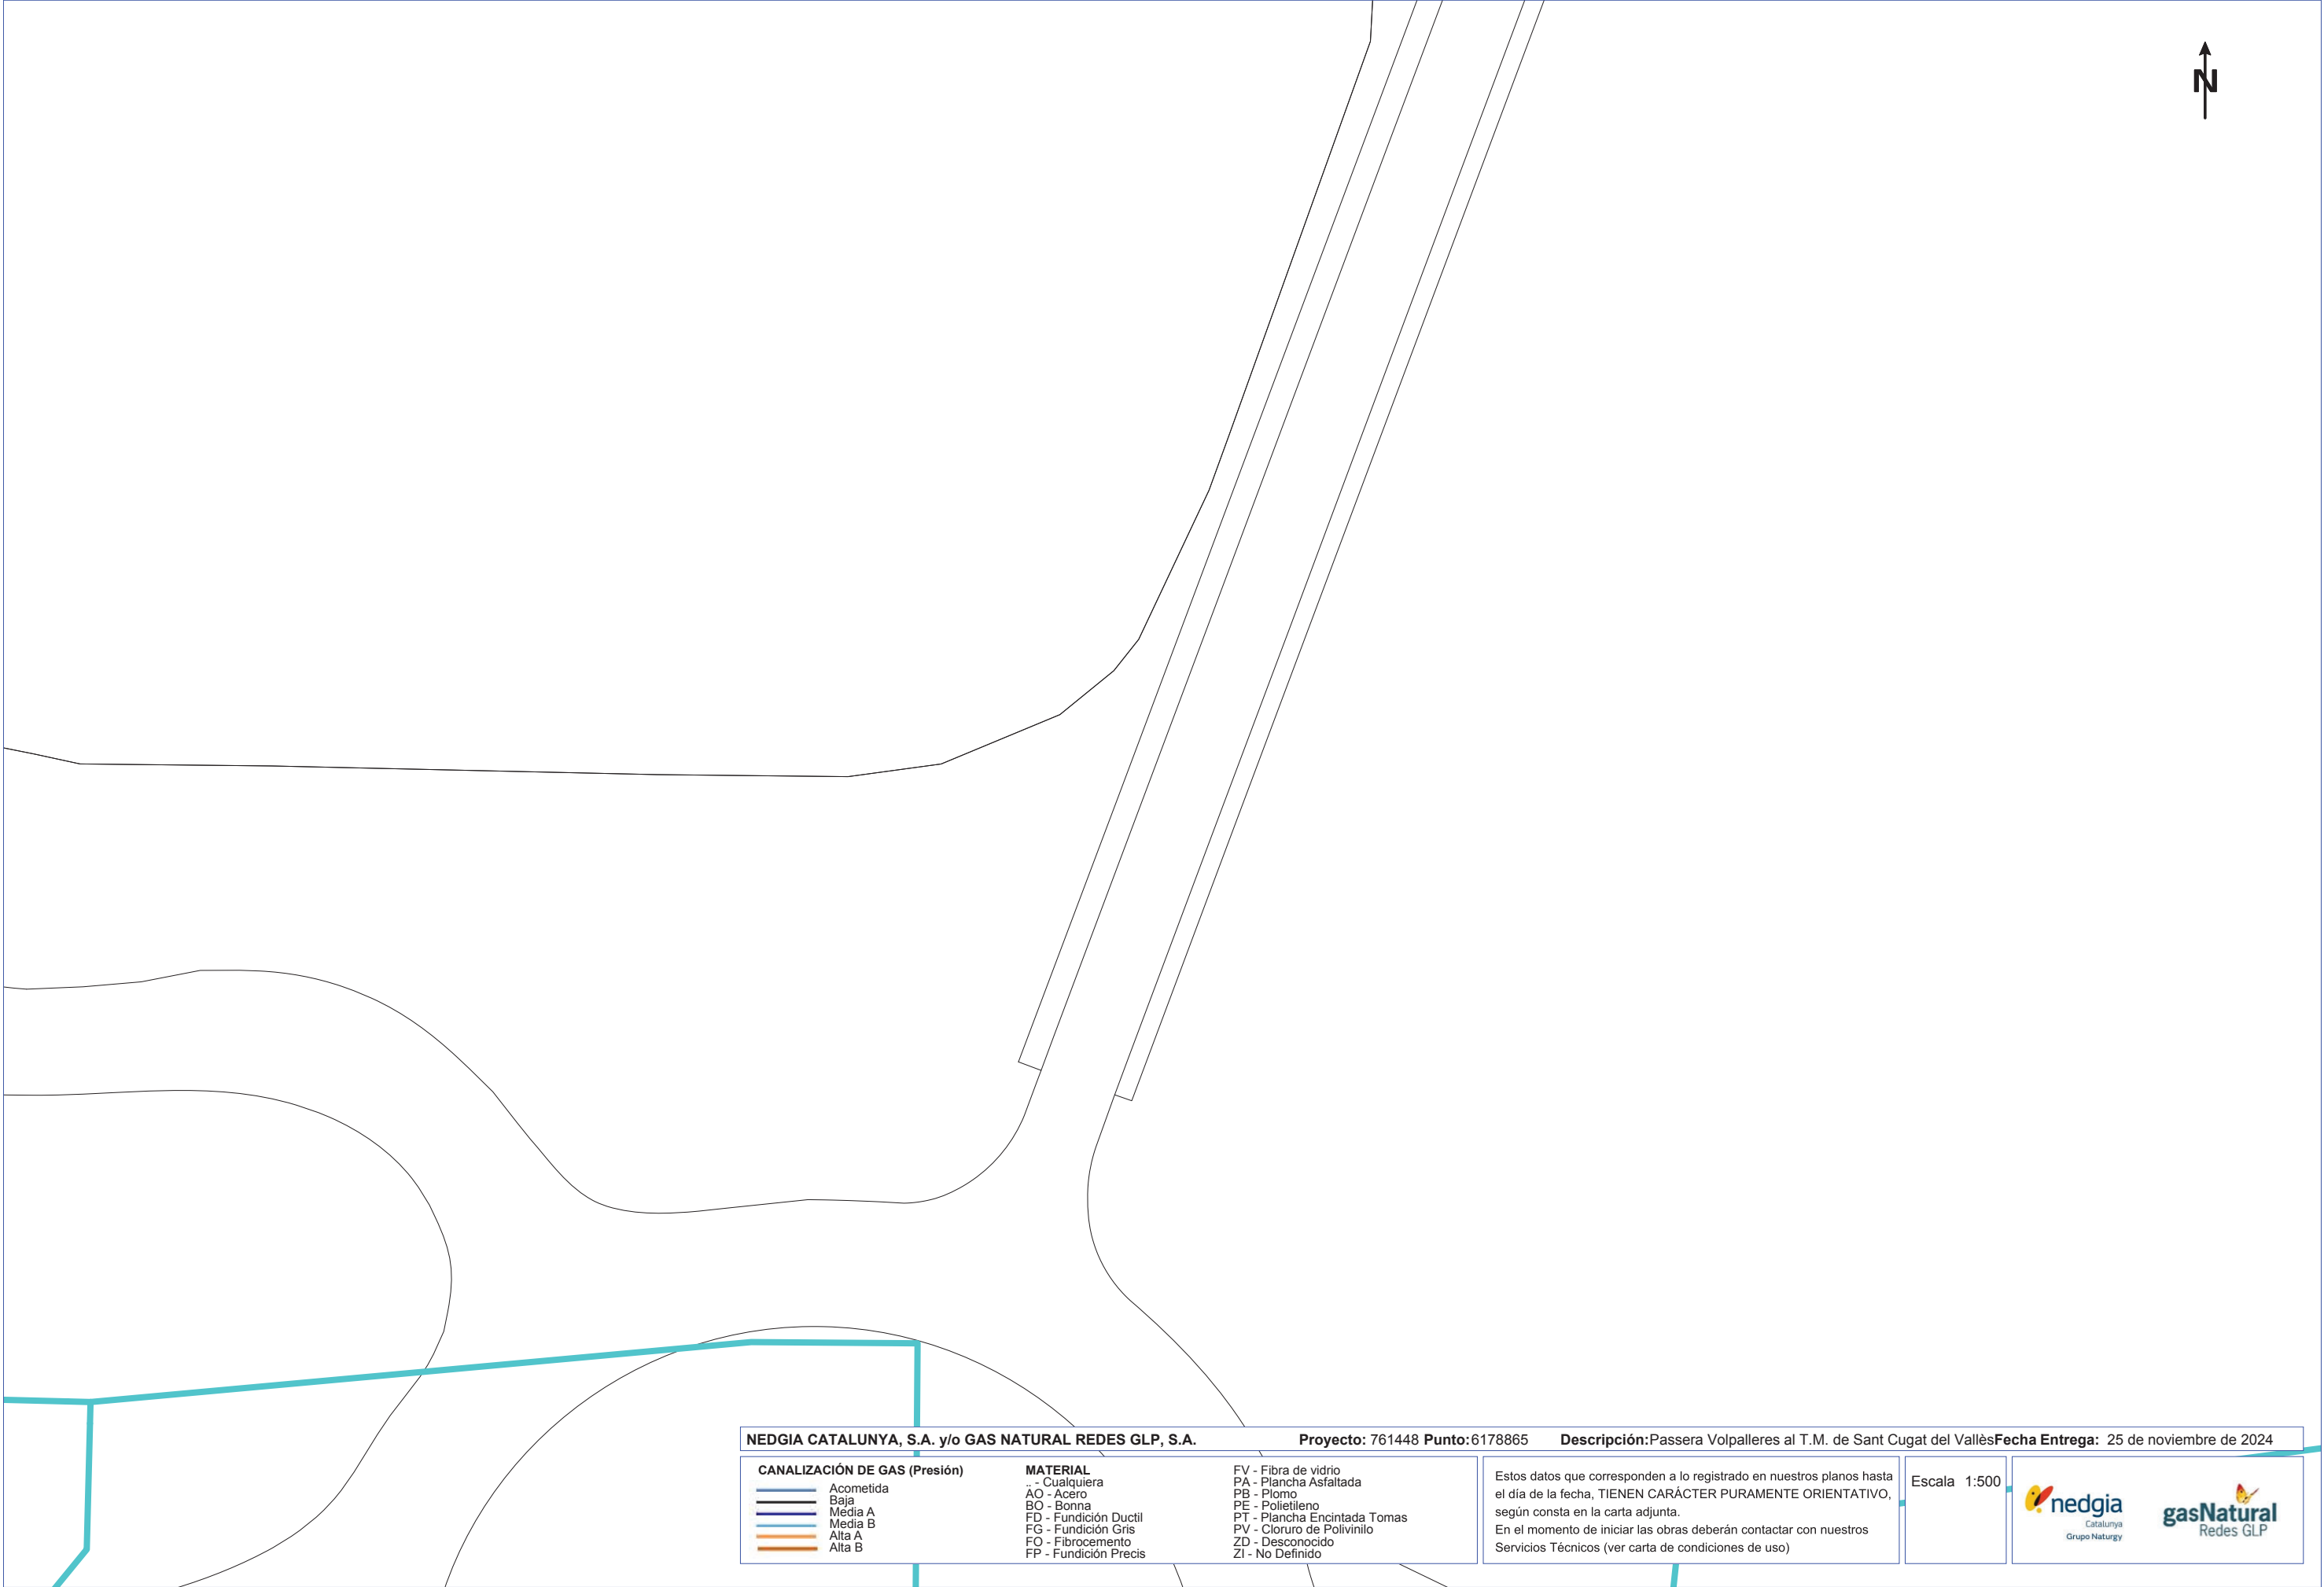 N
NEDGIA CATALUNYA, S.A. y/o GAS NATURAL REDES GLP, S.A. Proyecto: 761448 Punto:6178865 Descripción:Passera Volpalleres al T.M. de Sant Cugat del VallèsFecha Entrega: 25 de noviembre de 2024
CANALIZACIÓN DE GAS (Presión)
Acometida
Baja
Media A
Media B
Alta A
Alta B
MATERIAL
.. - Cualquiera
AO - Acero
BO - Bonna
FD - Fundición Ductil
FG - Fundición Gris
FO - Fibrocemento
FP - Fundición Precis
FV - Fibra de vidrio
PA - Plancha Asfaltada
PB - Plomo
PE - Polietileno
PT - Plancha Encintada Tomas
PV - Cloruro de Polivinilo
ZD - Desconocido
ZI - No Definido
Estos datos que corresponden a lo registrado en nuestros planos hasta
el día de la fecha, TIENEN CARÁCTER PURAMENTE ORIENTATIVO,
según consta en la carta adjunta.
En el momento de iniciar las obras deberán contactar con nuestros
Servicios Técnicos (ver carta de condiciones de uso)
Escala 1:500
nedgia
Catalunya
Grupo Naturgy
gasNatural
Redes GLP